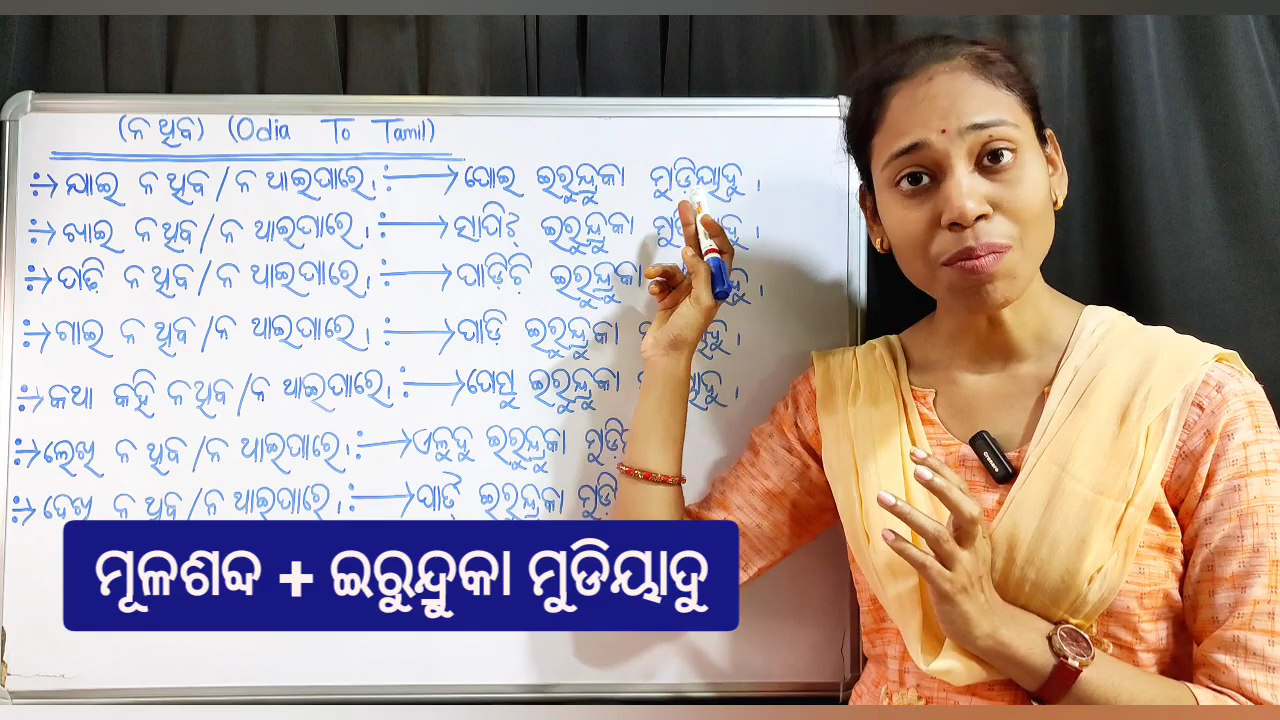 (ନ ଥିବ) (Odia To Tamil)
ଯାଇ ନ ଥିବ/ନ ଥାଇପାରେ। ପୋଇ ଇରୁନ୍ଦ୍ରୁକା ମୁଡିୟାଦୁ ।
ଖାଇ ନ ଥିବ/ନ ଥାଇପାରେ। ସାପିଟ୍ ଇରୁନ୍ଦ୍ରୁକା ।
ପଢ଼ି ନ ଥିବ/ନ ଥାଇପାରେ। ପାଡ଼ିଚି ଇରୁନ୍ଦ୍ରୁକା ।
ଗାଇ ନ ଥିବ/ନ ଥାଇପାରେ। ପାଡ଼ି ଇରୁନ୍ଦ୍ରୁକା ।
କଥା କହି ନ ଥିବ/ନ ଥାଇପାରେ। ପେସୁ ଇରୁନ୍ଦ୍ରୁକା ।
ଲେଖି ନ ଥିବ/ନ ଥାଇପାରେ। ଏଳୁଦୁ ଇରୁନ୍ଦ୍ରୁକା
ଦେଖି ନ ଥିବ/ନ ଥାଇପାରେ। ପାର୍ତ୍ ଇରୁନ୍ଦ୍ରୁକା
ମୂଳଶବ୍ଦ + ଇରୁନ୍ଦ୍ରୁକା ମୁଡିୟାଦୁ